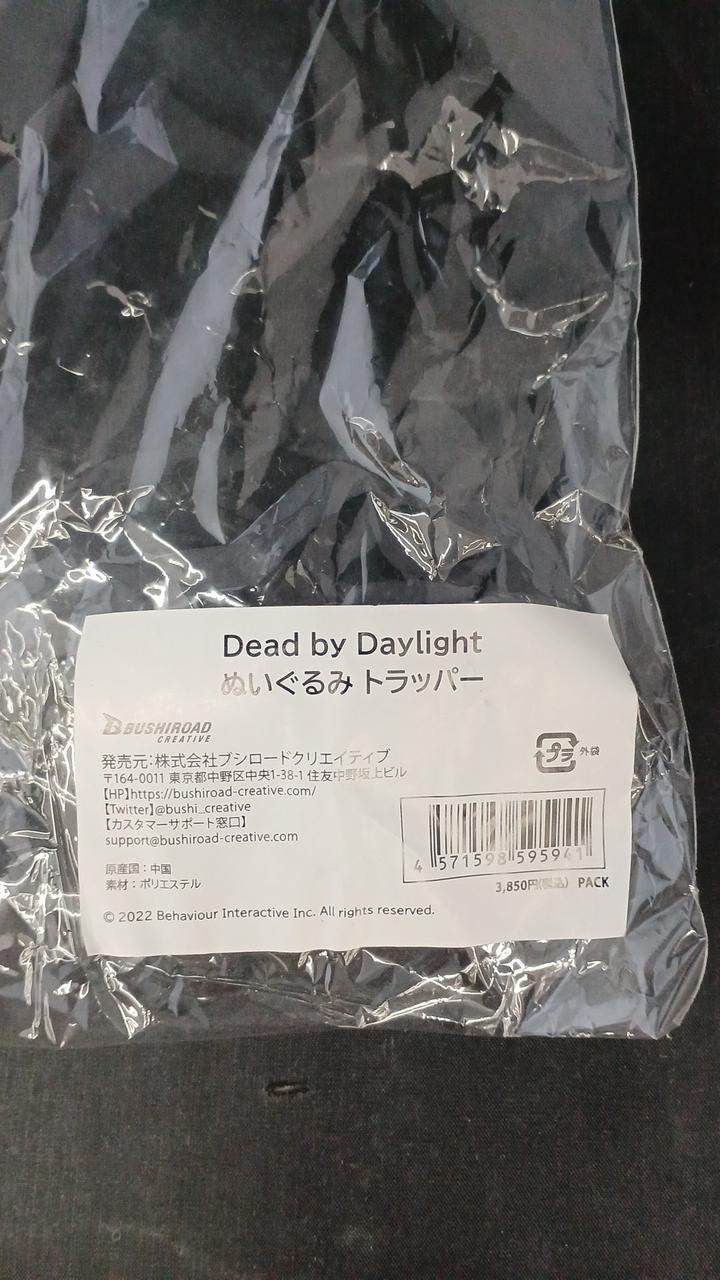 Dead by Daylight
ぬいぐるみ トラッパー
BUSHIROAD
CREATIVE
発売元:株式会社ブシロードクリエイティブ
〒164-0011 東京都中野区中央1-38-1 住友中野坂上ビル
【HP】https://bushiroad-creative.com/
【Twitter】@bushi_creative
【カスタマーサポート窓口】
support@bushiroad-creative.com
プラ 外袋
4 571598 595941
原産国:中国
素材:ポリエステル
3,850円(税込) PACK
© 2022 Behaviour Interactive Inc. All rights reserved.